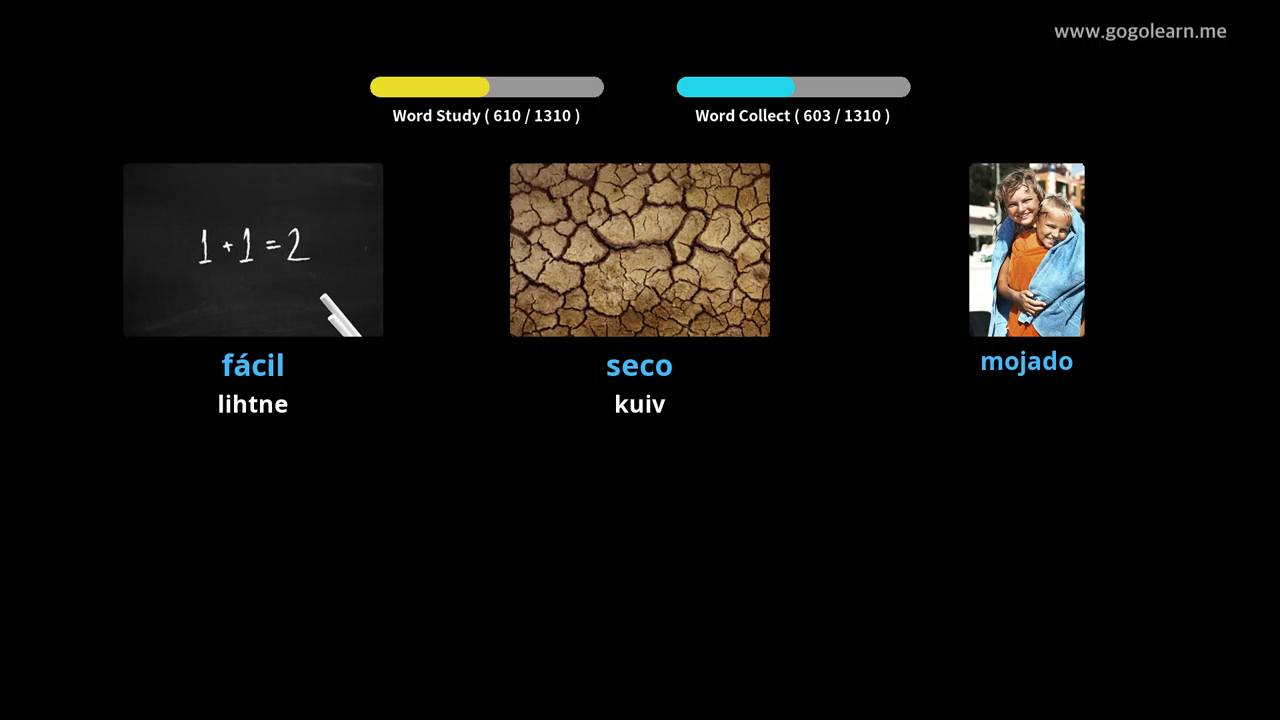 www.gogolearn.me
Word Study ( 610 / 1310 )
Word Collect ( 603 / 1310 )
1 + 1 = 2
fácil
lihtne
seco
kuiv
mojado